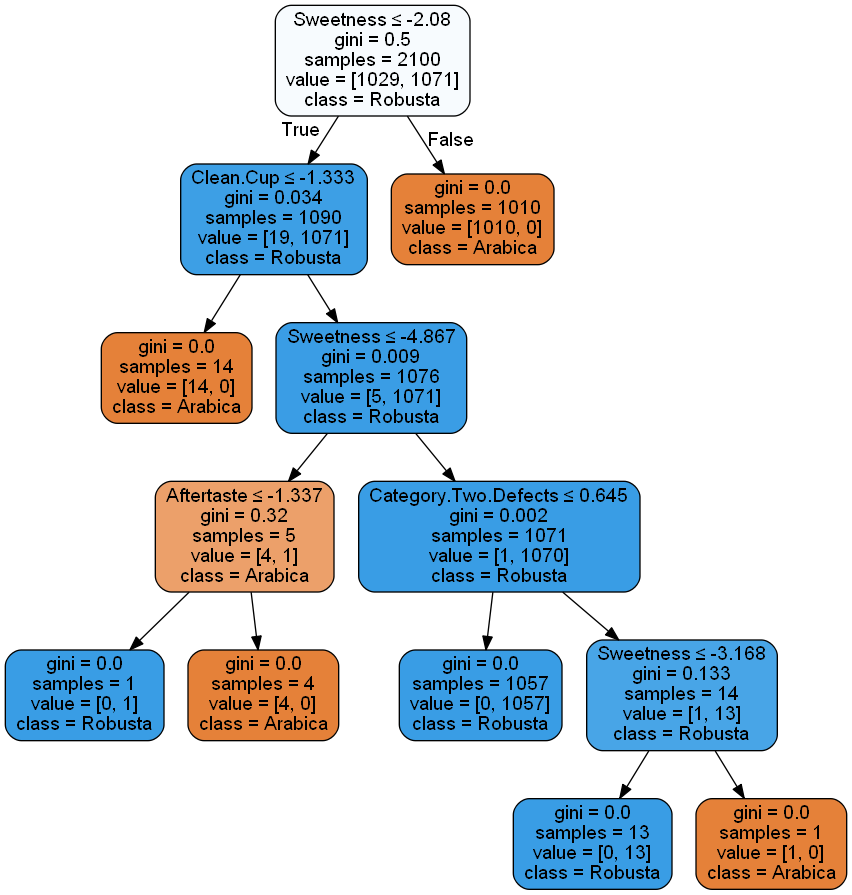 Sweetness ≤ -2.08
gini = 0.5
samples = 2100
value = [1029, 1071]
class = Robusta
True
False
Clean.Cup ≤ -1.333
gini = 0.034
samples = 1090
value = [19, 1071]
class = Robusta
gini = 0.0
samples = 1010
value = [1010, 0]
class = Arabica
gini = 0.0
samples = 14
value = [14, 0]
class = Arabica
Sweetness ≤ -4.867
gini = 0.009
samples = 1076
value = [5, 1071]
class = Robusta
Aftertaste ≤ -1.337
gini = 0.32
samples = 5
value = [4, 1]
class = Arabica
Category.Two.Defects ≤ 0.645
gini = 0.002
samples = 1071
value = [1, 1070]
class = Robusta
gini = 0.0
samples = 1
value = [0, 1]
class = Robusta
gini = 0.0
samples = 4
value = [4, 0]
class = Arabica
gini = 0.0
samples = 1057
value = [0, 1057]
class = Robusta
Sweetness ≤ -3.168
gini = 0.133
samples = 14
value = [1, 13]
class = Robusta
gini = 0.0
samples = 13
value = [0, 13]
class = Robusta
gini = 0.0
samples = 1
value = [1, 0]
class = Arabica